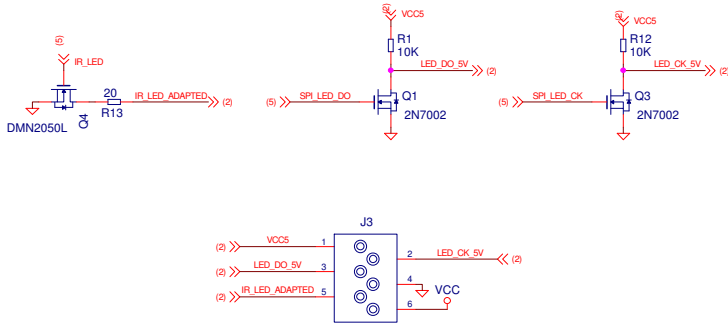 (2) VCC5
(2) VCC5
(5) IR_LED
R1
10K
R12
10K
LED_DO_5V (2)
LED_CK_5V (2)
20
R13
IR_LED_ADAPTED (2)
(5) SPI_LED_DO
Q1
2N7002
(5) SPI_LED_CK
Q3
2N7002
DMN2050L
Q4
J3
(2) VCC5 1
2 LED_CK_5V (2)
(2) LED_DO_5V 3
4
(2) IR_LED_ADAPTED 5
6 VCC